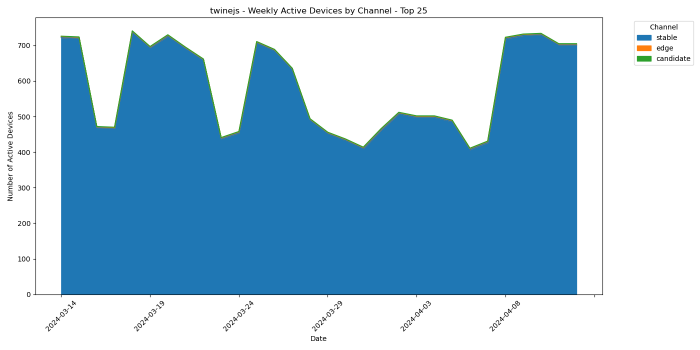 twinejs - Weekly Active Devices by Channel - Top 25
Channel
stable
edge
candidate
Number of Active Devices
700
600
500
400
300
200
100
0
2024-03-14
2024-03-19
2024-03-24
2024-03-29
2024-04-03
2024-04-08
Date